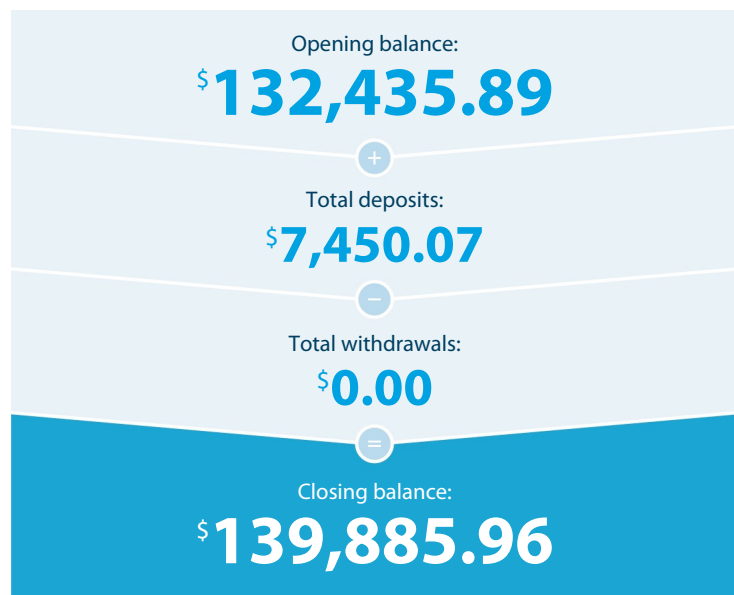 Opening balance:
$132,435.89
+
Total deposits:
$7,450.07
−
Total withdrawals:
$0.00
=
Closing balance:
$139,885.96